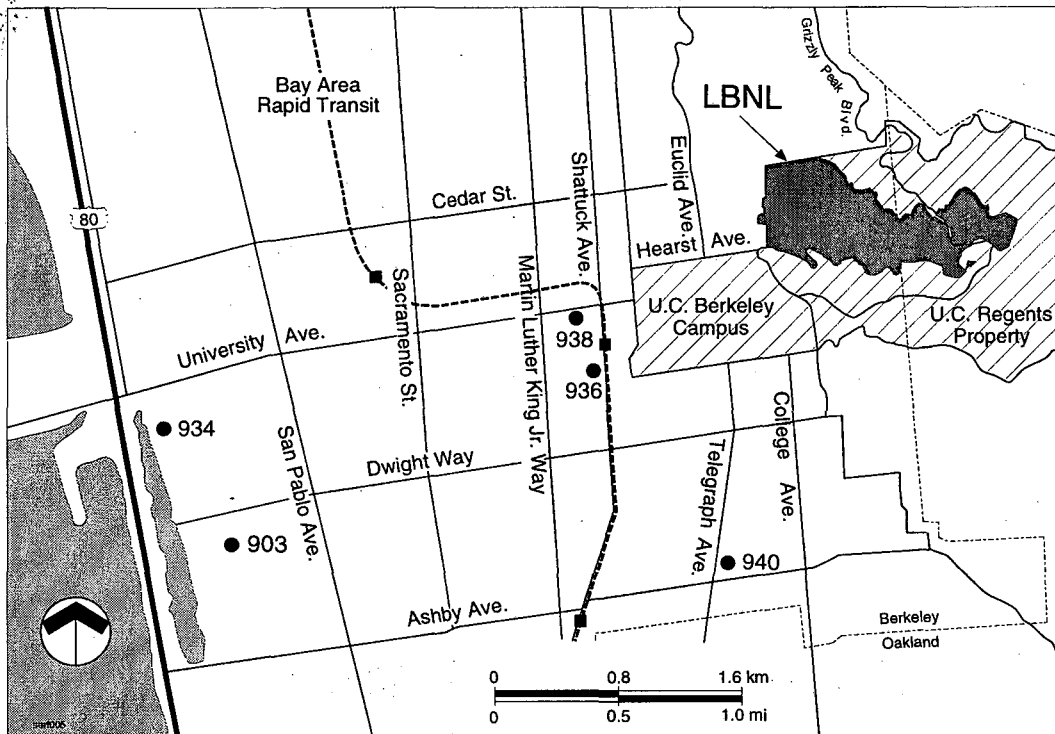 Grizzly Peak Blvd.
Bay Area
Rapid Transit
LBNL
Shattuck Ave.
Euclid Ave.
Cedar St.
80
Hearst Ave.
Sacramento St.
Martin Luther King Jr. Way
U.C. Berkeley
Campus
U.C. Regents
Property
University Ave.
938
936
934
San Pablo Ave.
College Ave.
Dwight Way
Telegraph Ave.
903
940
Ashby Ave.
Berkeley
Oakland
0 0.8 1.6 km
0 0.5 1.0 mi